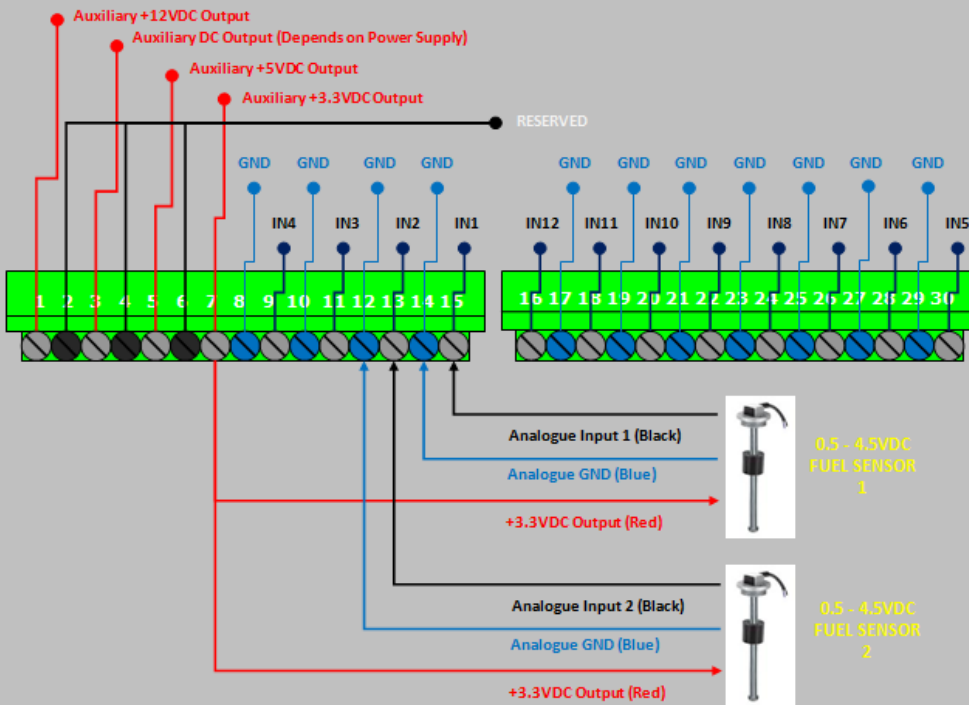 Auxiliary +12VDC Output
Auxiliary DC Output (Depends on Power Supply)
Auxiliary +5VDC Output
Auxiliary +3.3VDC Output
RESERVED
GND GND GND GND GND GND GND GND GND GND GND
IN4 IN3 IN2 IN1 IN12 IN11 IN10 IN9 IN8 IN7 IN6 IN5
1 2 3 4 5 6 7 8 9 10 11 12 13 14 15 16 17 18 19 20 21 22 23 24 25 26 27 28 29 30
Analogue Input 1 (Black)
Analogue GND (Blue)
+3.3VDC Output (Red)
0.5 - 4.5VDC
FUEL SENSOR
1
Analogue Input 2 (Black)
Analogue GND (Blue)
+3.3VDC Output (Red)
0.5 - 4.5VDC
FUEL SENSOR
2